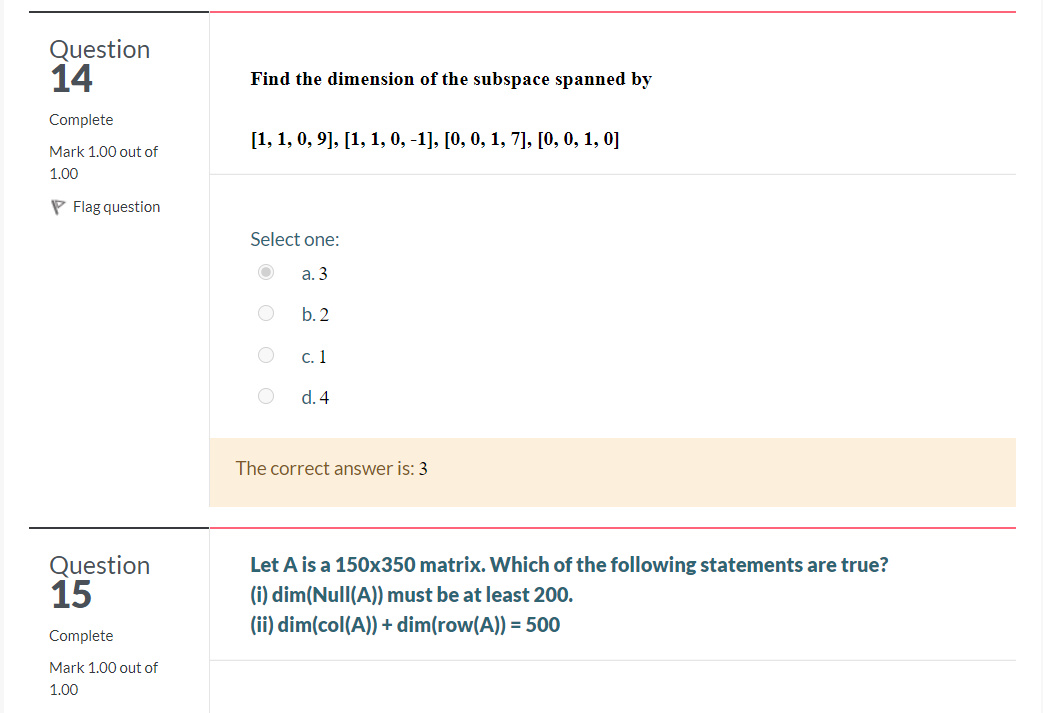 Question
14
Complete
Mark 1.00 out of
1.00
Flag question
Find the dimension of the subspace spanned by
[1, 1, 0, 9], [1, 1, 0, -1], [0, 0, 1, 7], [0, 0, 1, 0]
Select one:
a. 3
b. 2
c. 1
d. 4
The correct answer is: 3
Question
15
Complete
Mark 1.00 out of
1.00
Let A is a 150x350 matrix. Which of the following statements are true?
(i) dim(Null(A)) must be at least 200.
(ii) dim(col(A)) + dim(row(A)) = 500